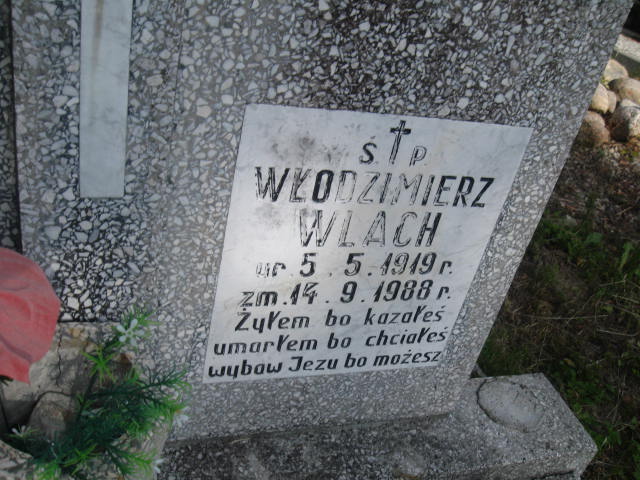 Ś † P
WŁODZIMIERZ
WLACH
ur. 5. 5. 1919 r.
zm. 14. 9. 1988 r.
Żyłem bo kazałeś
umarłem bo chciałeś
wybaw Jezu bo możesz